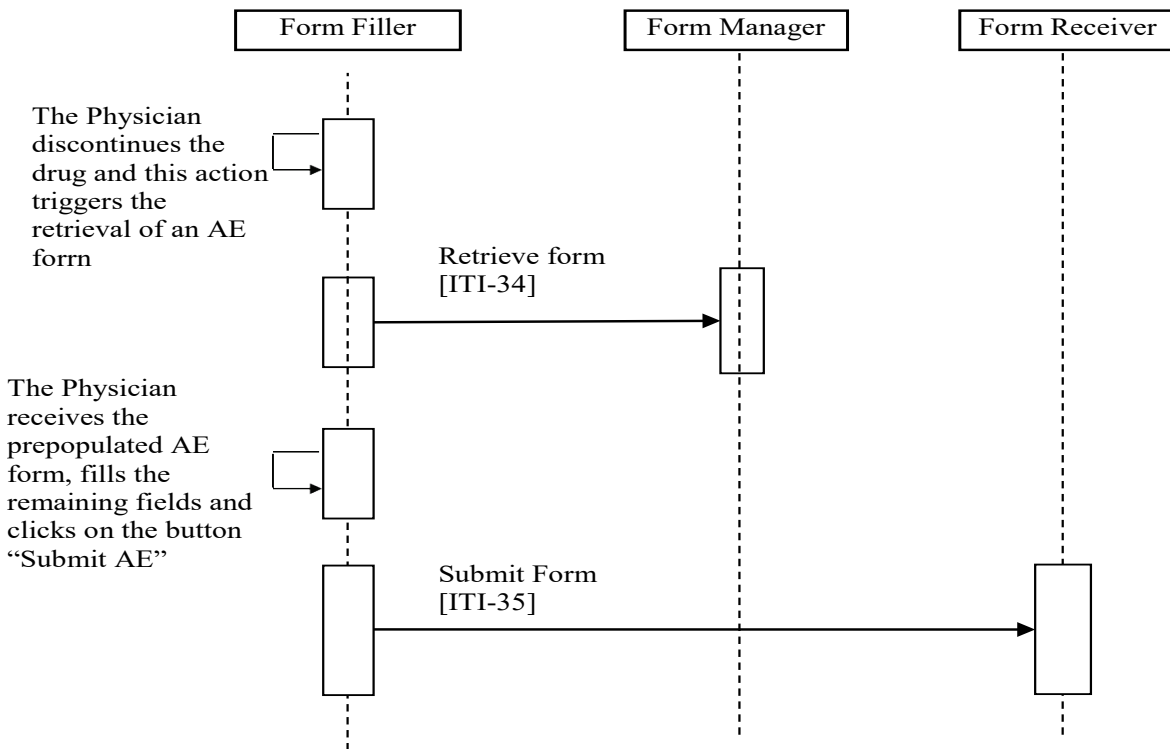 Form Filler
Form Manager
Form Receiver
The Physician
discontinues the
drug and this action
triggers the
retrieval of an AE
forrn
Retrieve form
[ITI-34]
The Physician
receives the
prepopulated AE
form, fills the
remaining fields and
clicks on the button
“Submit AE”
Submit Form
[ITI-35]